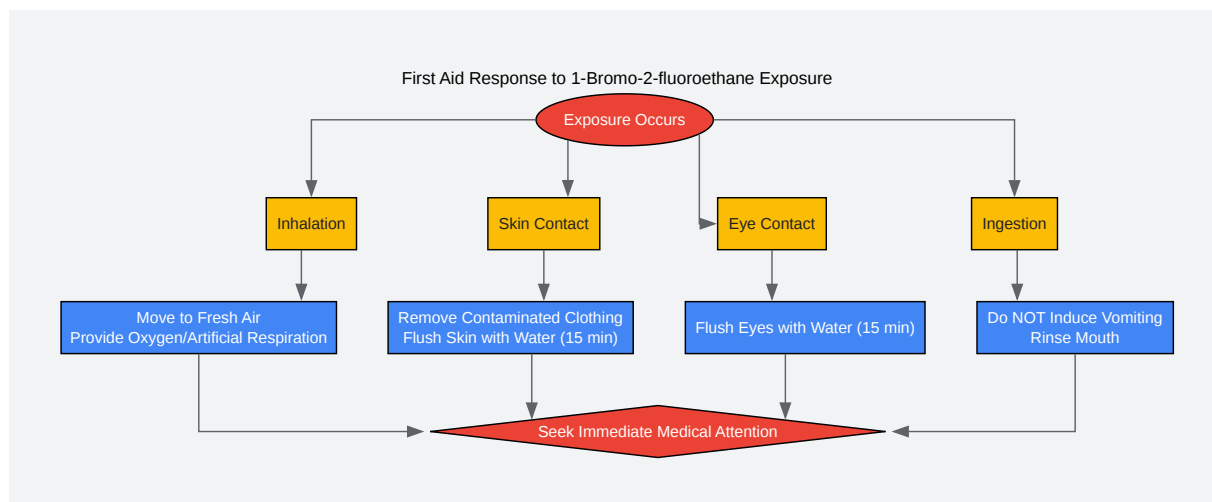 First Aid Response to 1-Bromo-2-fluoroethane Exposure
Exposure Occurs
Inhalation
Skin Contact
Eye Contact
Ingestion
Move to Fresh Air
Provide Oxygen/Artificial Respiration
Remove Contaminated Clothing
Flush Skin with Water (15 min)
Flush Eyes with Water (15 min)
Do NOT Induce Vomiting
Rinse Mouth
Seek Immediate Medical Attention